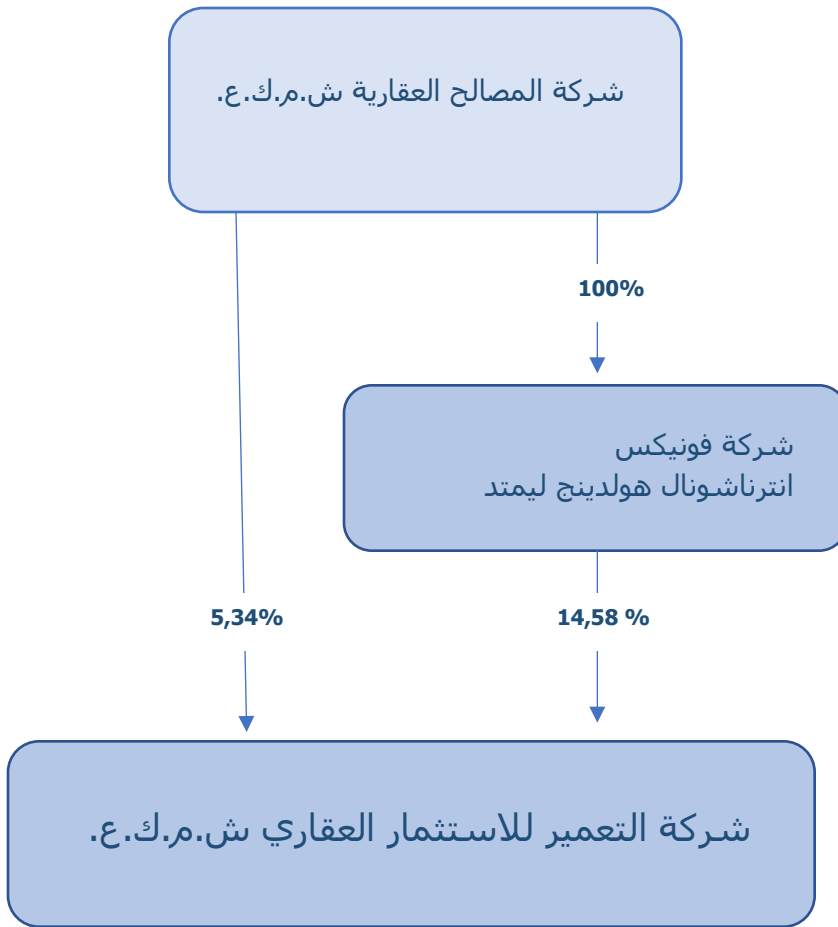 شركة المصالح العقارية ش.م.ك.ع.
100%
شركة فونيكس
انترناشونال هولدينج ليمتد
5,34%
14,58 %
شركة التعمير للاستثمار العقاري ش.م.ك.ع.